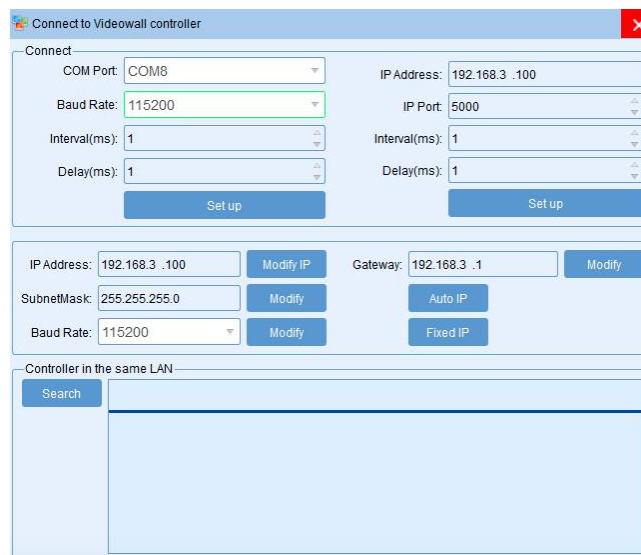 Connect to Videowall controller
Connect
COM Port: COM8
IP Address: 192.168.3 .100
Baud Rate: 115200
IP Port: 5000
Interval(ms): 1
Interval(ms): 1
Delay(ms): 1
Delay(ms): 1
Set up
Set up
IP Address: 192.168.3 .100 Modify IP
Gateway: 192.168.3 .1 Modify
SubnetMask: 255.255.255.0 Modify
Auto IP
Baud Rate: 115200 Modify
Fixed IP
Controller in the same LAN
Search